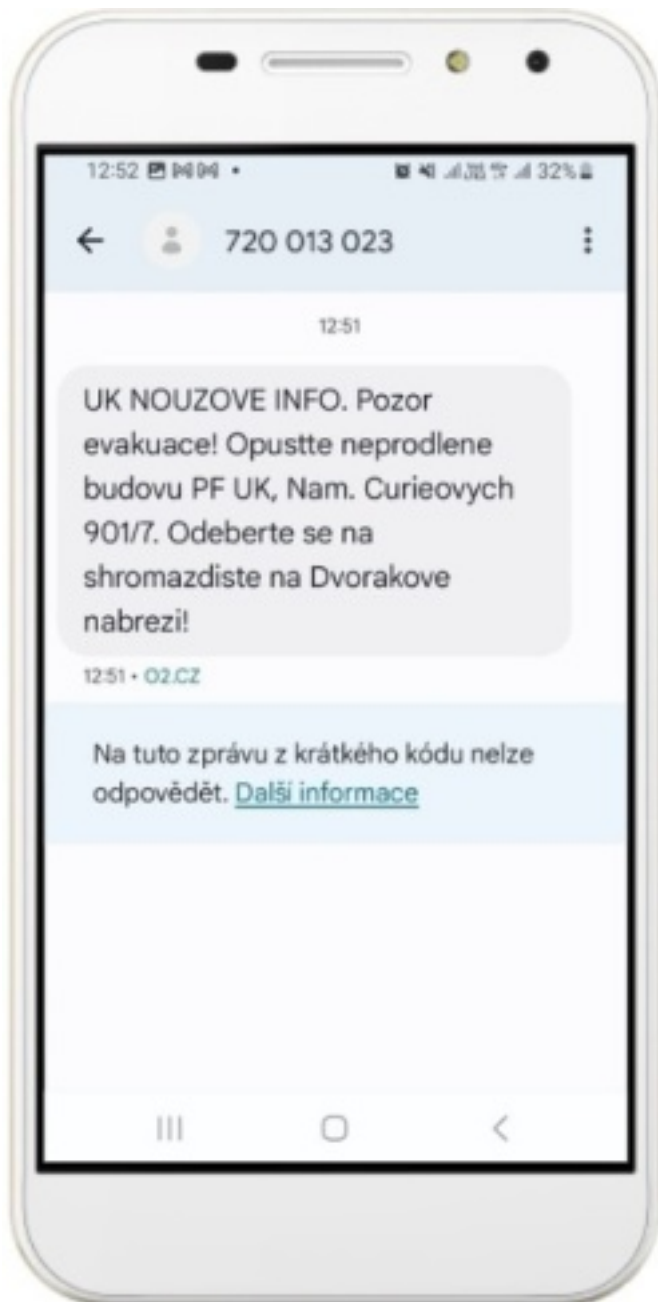 12:52
32%
720 013 023
12:51
UK NOUZOVE INFO. Pozor
evakuace! Opustte neprodlene
budovu PF UK, Nam. Curieovych
901/7. Odeberte se na
shromazdiste na Dvorakove
nabrezi!
12:51 • O2.CZ
Na tuto zprávu z krátkého kódu nelze
odpovědět. Další informace